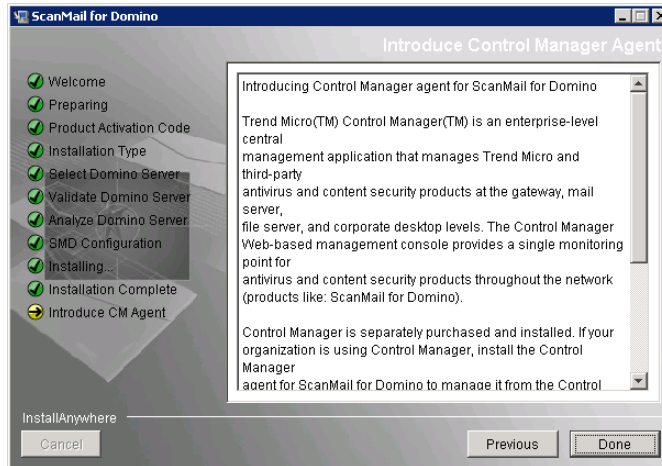 ScanMail for Domino
Introduce Control Manager Agent
Welcome
Preparing
Product Activation Code
Installation Type
Select Domino Server
Validate Domino Server
Analyze Domino Server
SMD Configuration
Installing...
Installation Complete
Introduce CM Agent
Introducing Control Manager agent for ScanMail for Domino
Trend Micro(TM) Control Manager(TM) is an enterprise-level
central
management application that manages Trend Micro and
third-party
antivirus and content security products at the gateway, mail
server,
file server, and corporate desktop levels. The Control Manager
Web-based management console provides a single monitoring
point for
antivirus and content security products throughout the network
(products like: ScanMail for Domino).
Control Manager is separately purchased and installed. If your
organization is using Control Manager, install the Control
Manager
agent for ScanMail for Domino to manage it from the Control
InstallAnywhere
Cancel
Previous
Done